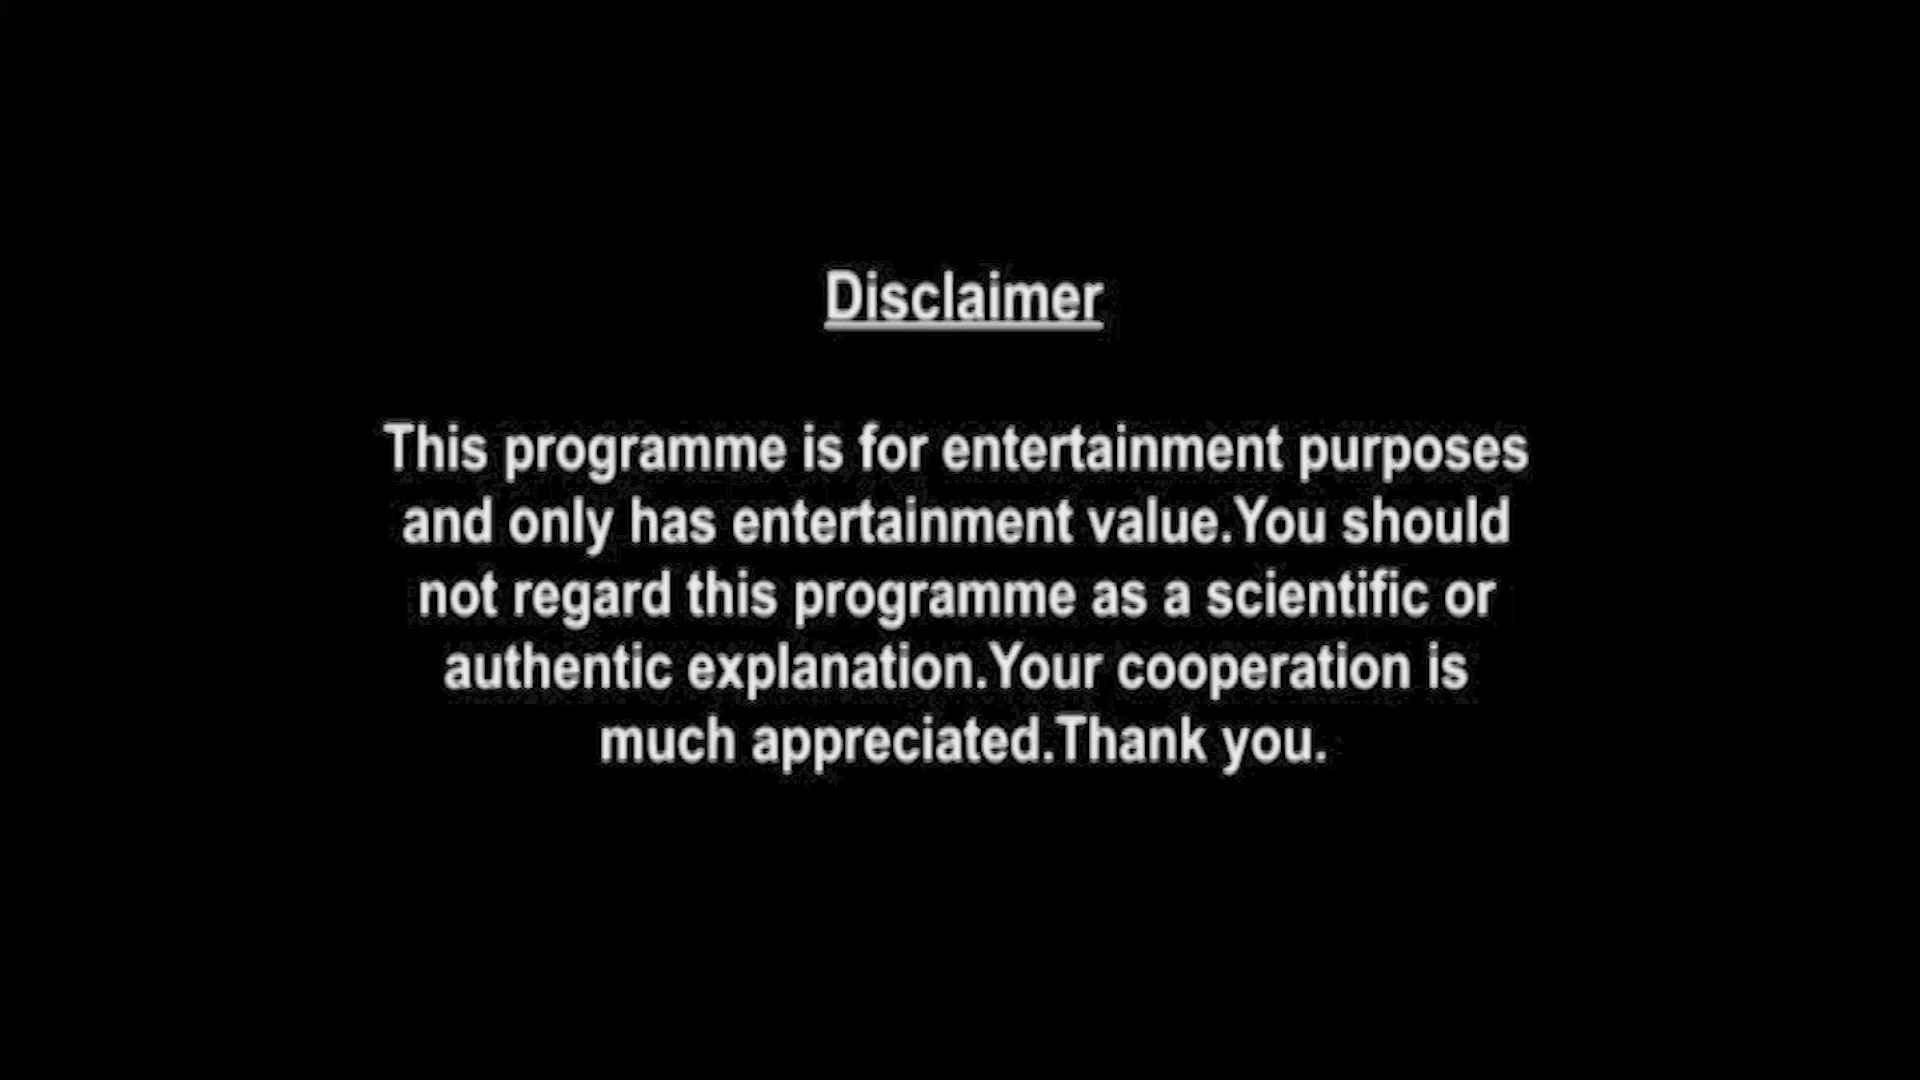 Disclaimer
This programme is for entertainment purposes
and only has entertainment value.You should
not regard this programme as a scientific or
authentic explanation.Your cooperation is
much appreciated.Thank you.